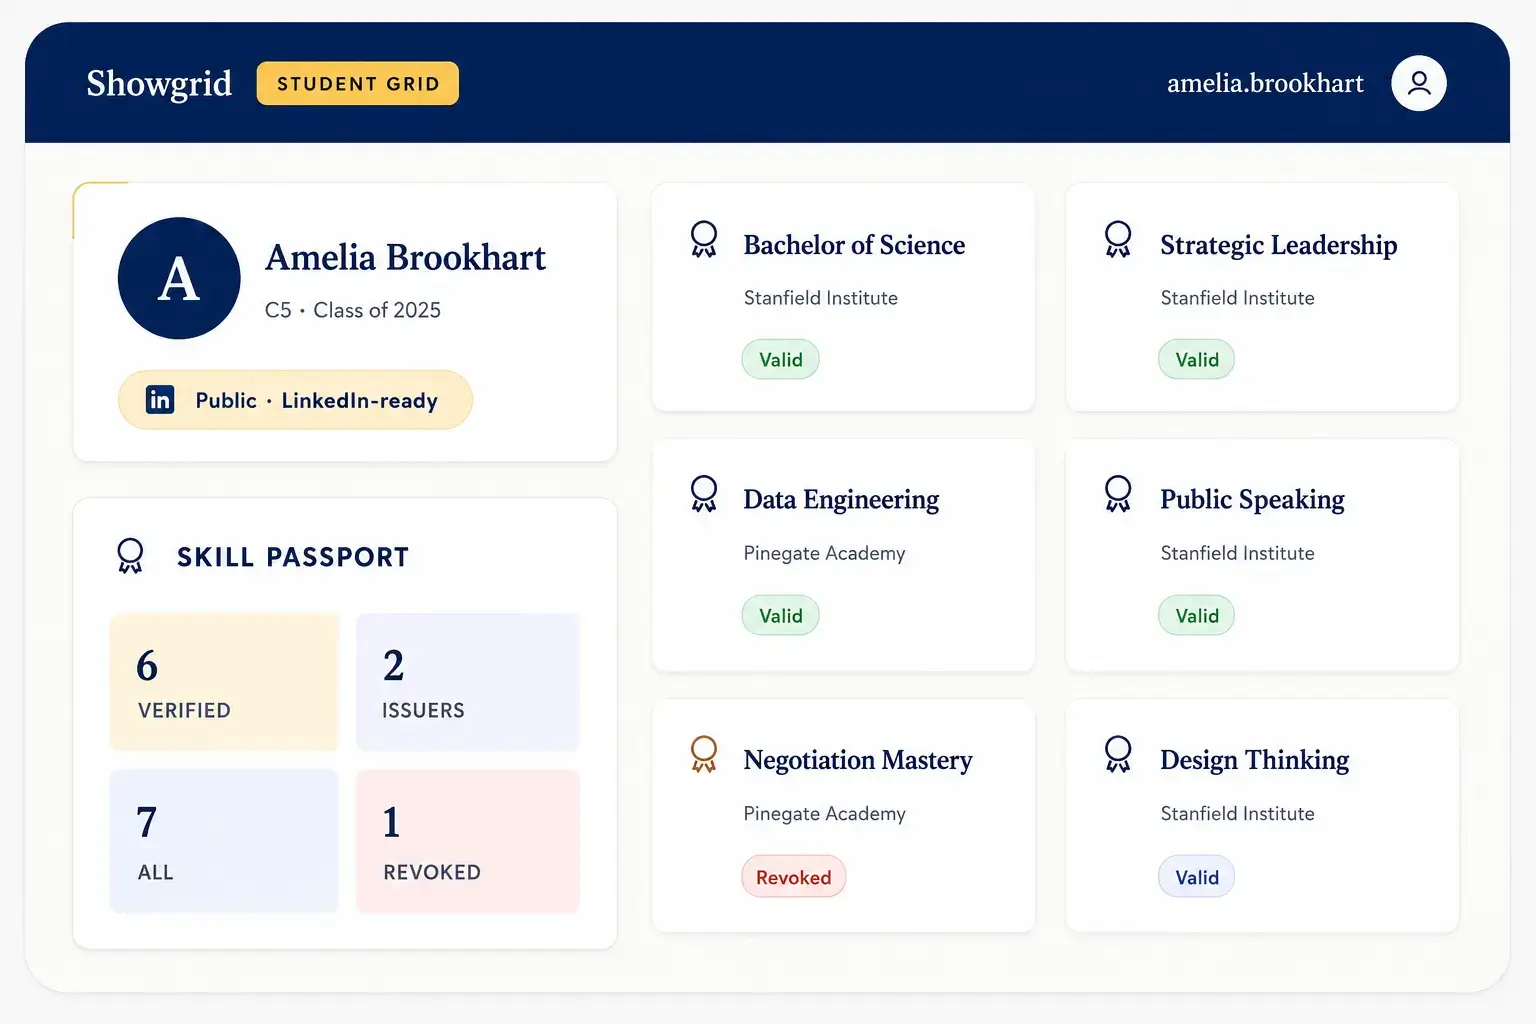 Showgrid
STUDENT GRID
amelia.brookhart
A
Amelia Brookhart
C5 • Class of 2025
in
Public • LinkedIn-ready
SKILL PASSPORT
6
VERIFIED
2
ISSUERS
7
ALL
1
REVOKED
Bachelor of Science
Stanfield Institute
Valid
Strategic Leadership
Stanfield Institute
Valid
Data Engineering
Pinegate Academy
Valid
Public Speaking
Stanfield Institute
Valid
Negotiation Mastery
Pinegate Academy
Revoked
Design Thinking
Stanfield Institute
Valid